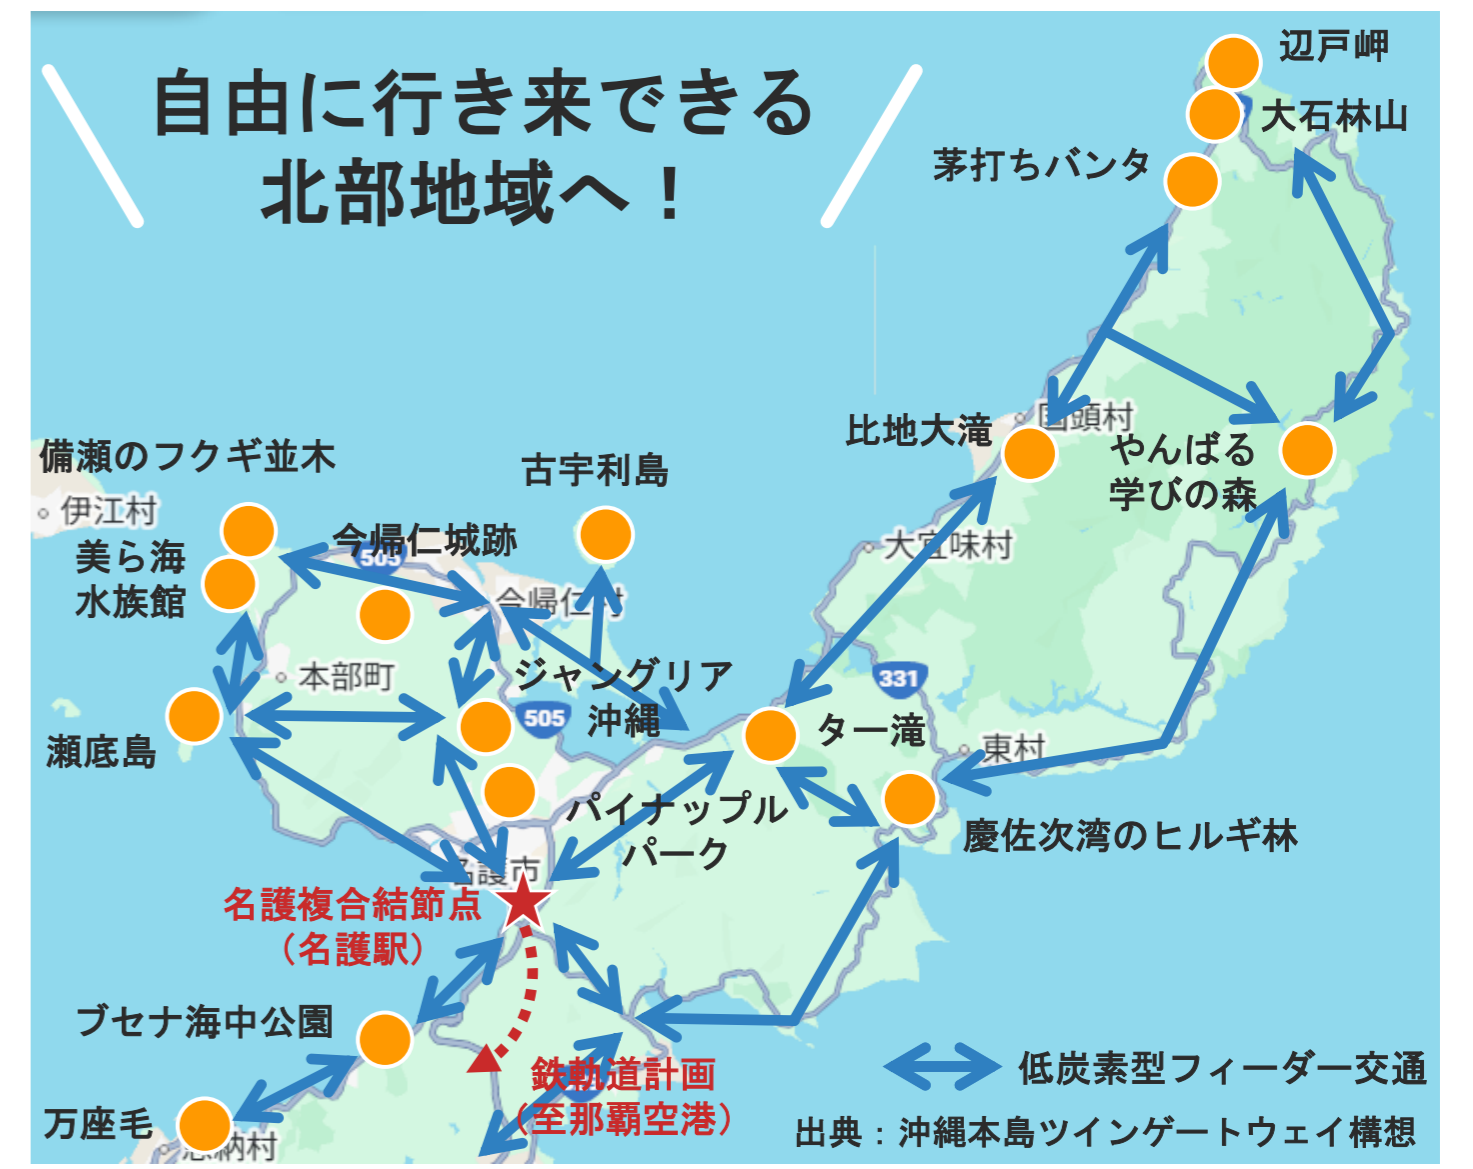 自由に行き来できる
北部地域へ！
辺戸岬
大石林山
茅打ちバンタ
比地大滝
国頭村
やんばる
学びの森
備瀬のフクギ並木
伊江村
古宇利島
今帰仁城跡
505
美ら海
水族館
大宜味村
今帰仁村
本部町
ジャングリア
沖縄
331
505
瀬底島
ター滝
東村
パイナップル
パーク
慶佐次湾のヒルギ林
名護市
名護複合結節点
（名護駅）
ブセナ海中公園
鉄軌道計画
（至那覇空港）
低炭素型フィーダー交通
万座毛
恩納村
出典：沖縄本島ツインゲートウェイ構想